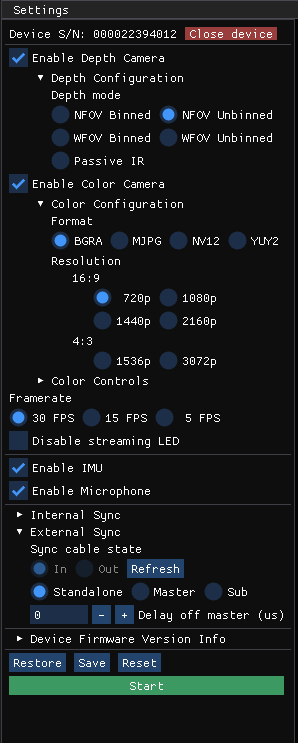 Settings
Device S/N: 000022394012 Close device
Enable Depth Camera
Depth Configuration
Depth mode
NFOV Binned NFOV Unbinned
WFOV Binned WFOV Unbinned
Passive IR
Enable Color Camera
Color Configuration
Format
BGRA MJPG NV12 YUY2
Resolution
16:9
720p 1080p
1440p 2160p
4:3
1536p 3072p
Color Controls
Framerate
30 FPS 15 FPS 5 FPS
Disable streaming LED
Enable IMU
Enable Microphone
Internal Sync
External Sync
Sync cable state
In Out Refresh
Standalone Master Sub
0 - + Delay off master (us)
Device Firmware Version Info
Restore Save Reset
Start